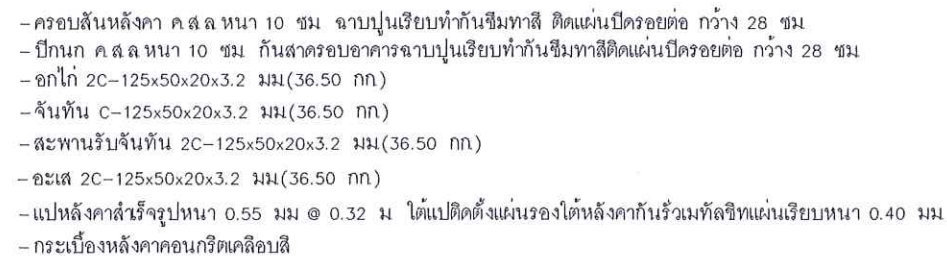 – ครอบสันหลังคา ค.ส.ล หนา 10 ซม ฉาบปูนเรียบทำกันซึมทาสี ติดแผ่นปิดรอยต่อ กว้าง 28 ซม
– ปีกนก ค.ส.ล หนา 10 ซม กันสาดรอบอาคารฉาบปูนเรียบทำกันซึมทาสีติดแผ่นปิดรอยต่อ กว้าง 28 ซม
– อกไก่ 2C–125x50x20x3.2 มม(36.50 กก.)
– จันทัน C–125x50x20x3.2 มม(36.50 กก.)
– สะพานรับจันทัน 2C–125x50x20x3.2 มม(36.50 กก.)
– อะเส 2C–125x50x20x3.2 มม(36.50 กก.)
– แปหลังคาสำเร็จรูปหนา 0.55 มม @ 0.32 ม ใต้แปติดตั้งแผ่นรองใต้หลังคากันรั่วเมทัลชีทแผ่นเรียบหนา 0.40 มม
– กระเบื้องหลังคาคอนกรีตเคลือบสี